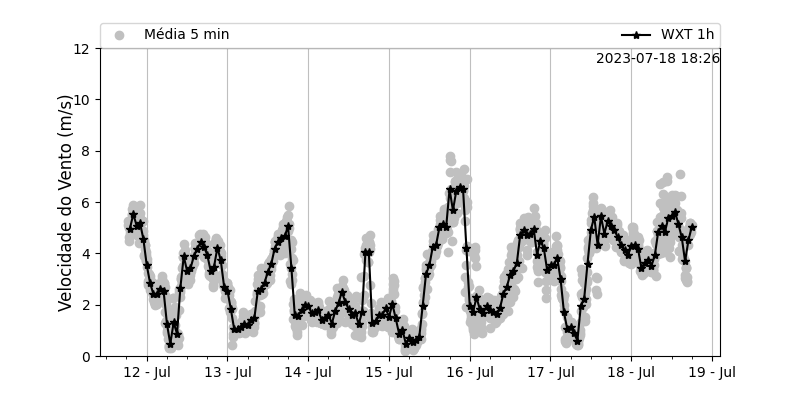 Média 5 min
WXT 1h
2023-07-18 18:26
Velocidade do Vento (m/s)
12
10
8
6
4
2
0
12 - Jul 13 - Jul 14 - Jul 15 - Jul 16 - Jul 17 - Jul 18 - Jul 19 - Jul